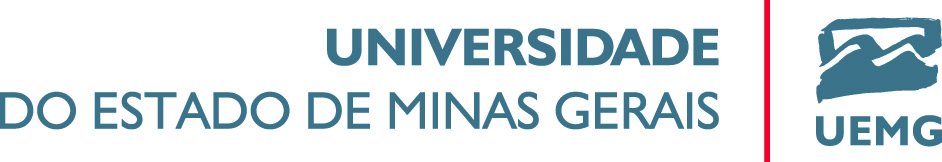 UNIVERSIDADE
DO ESTADO DE MINAS GERAIS
UEMG